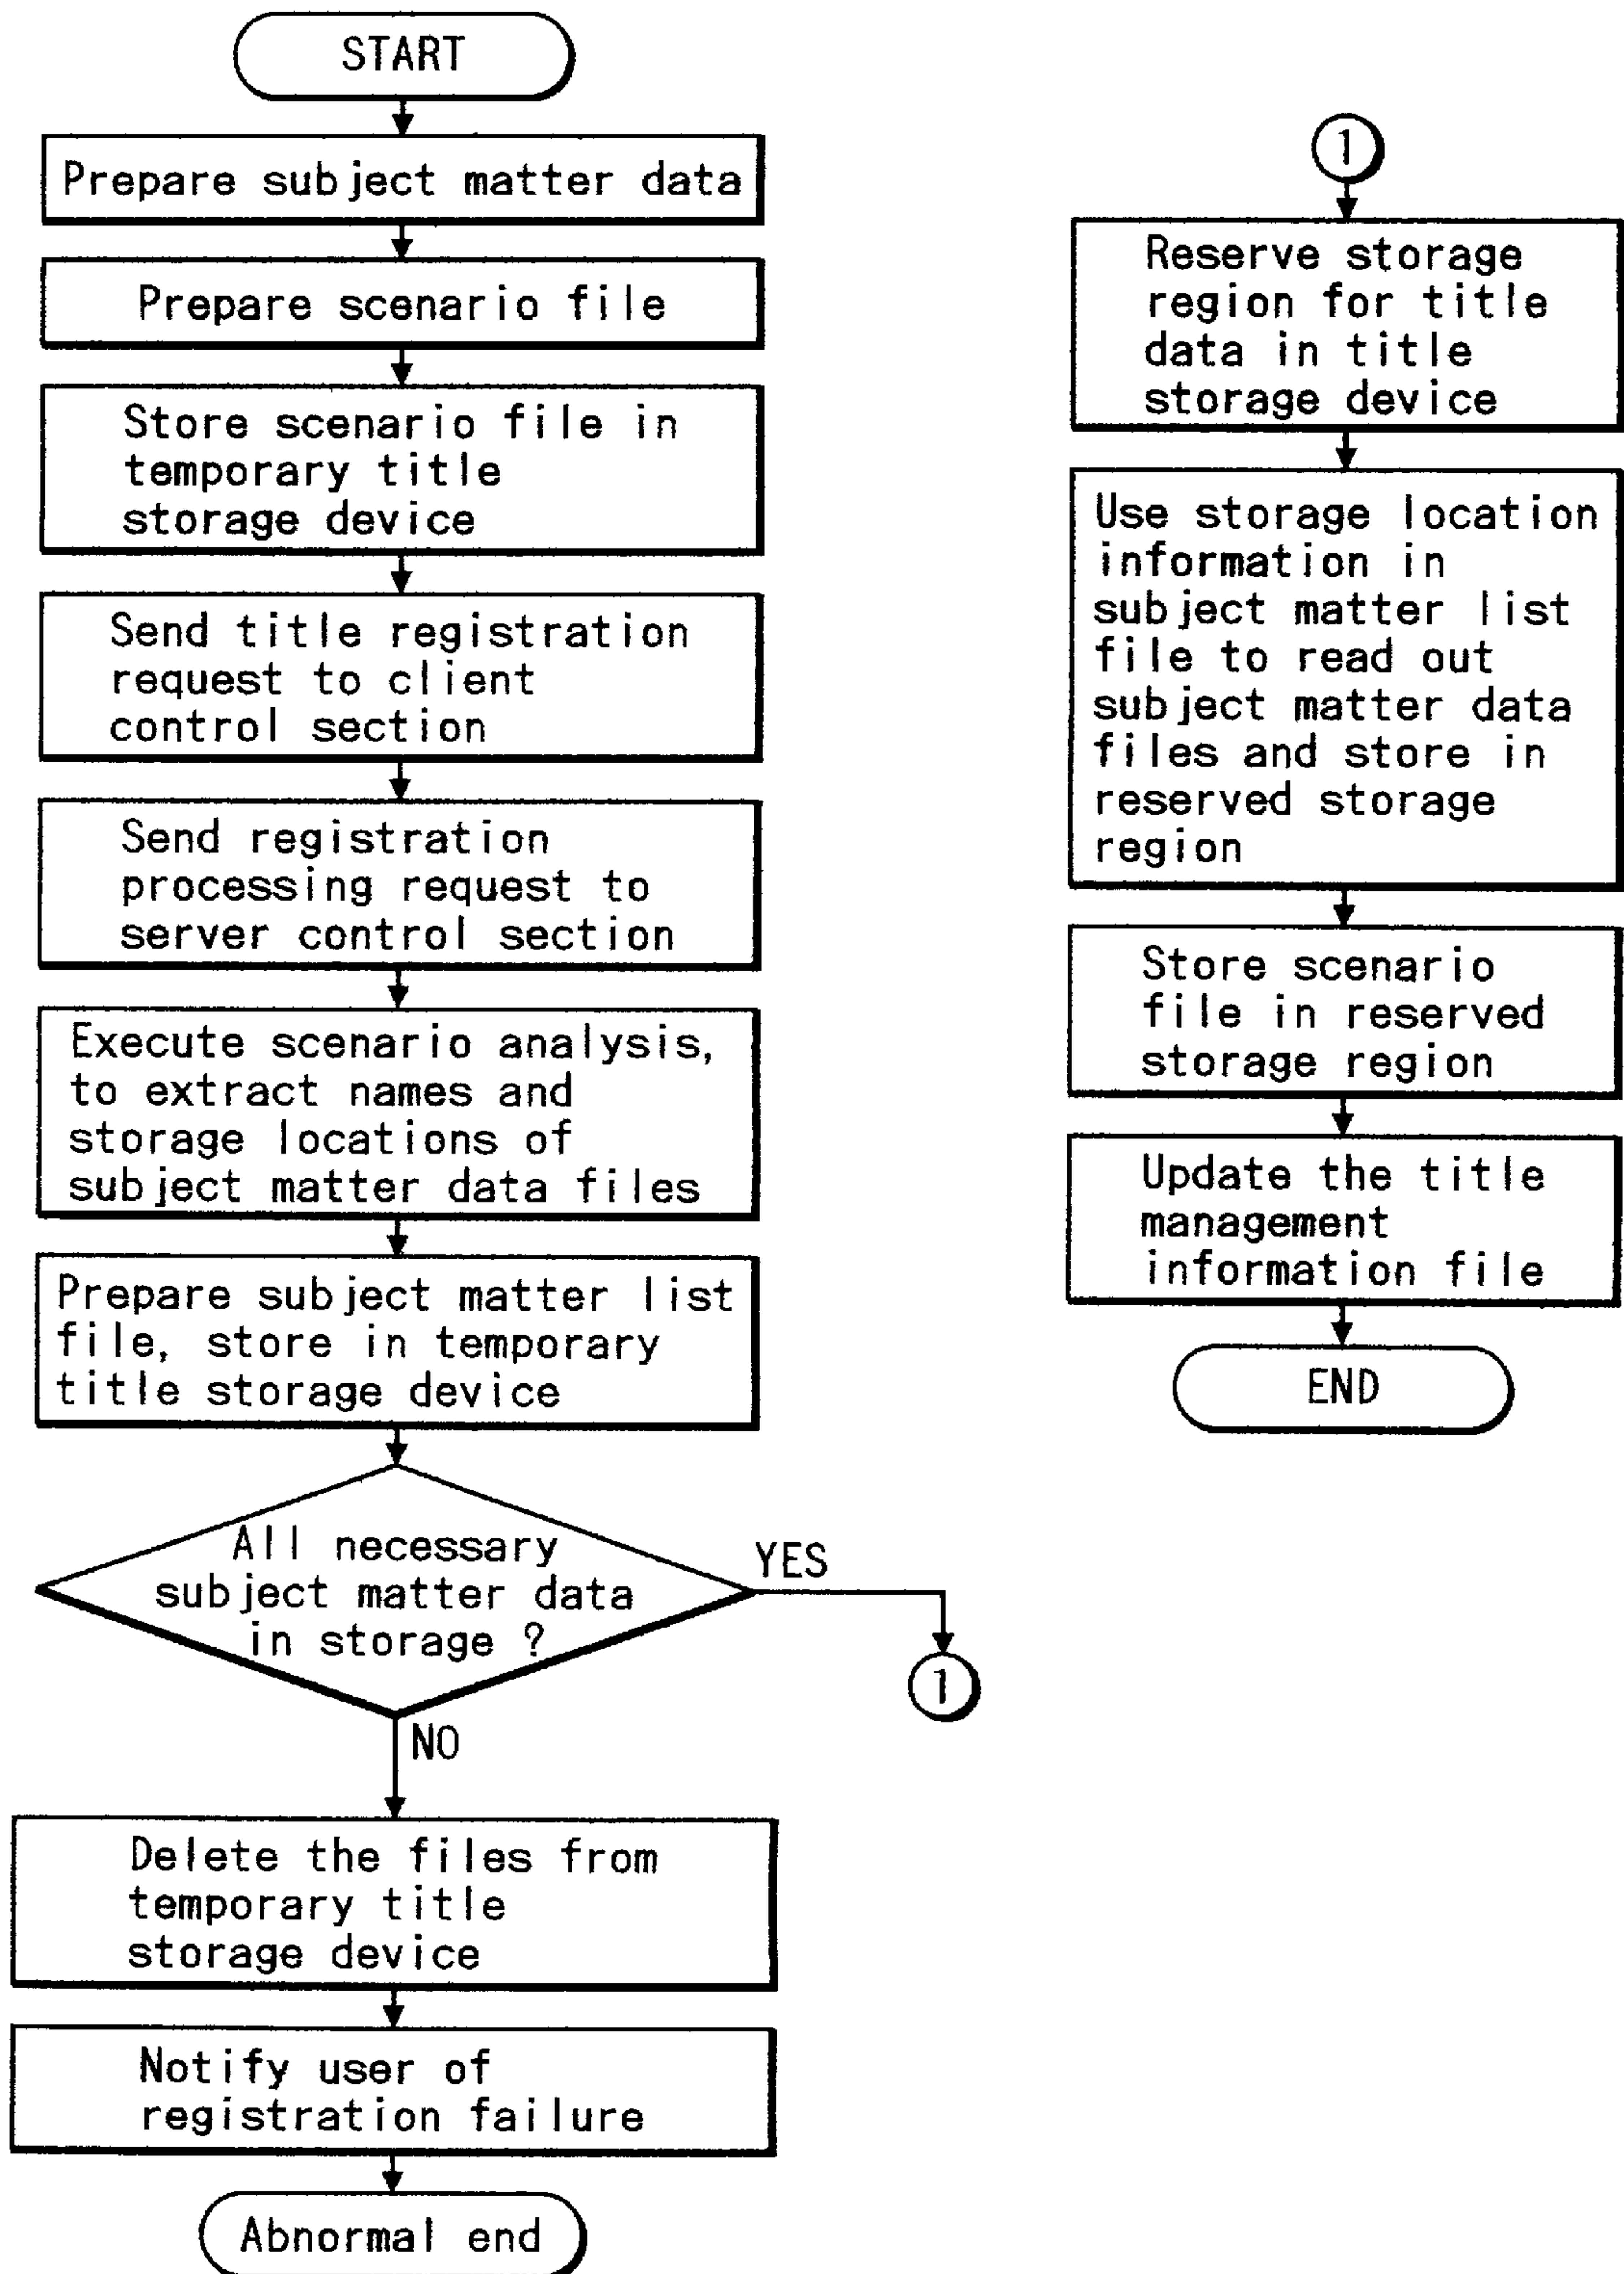 START
Prepare subject matter data
Prepare scenario file
Store scenario file in
temporary title
storage device
Send title registration
request to client
control section
Send registration
processing request to
server control section
Execute scenario analysis,
to extract names and
storage locations of
subject matter data files
Prepare subject matter list
file, store in temporary
title storage device
All necessary
subject matter data
in storage ?
YES
1
NO
Delete the files from
temporary title
storage device
Notify user of
registration failure
Abnormal end
1
Reserve storage
region for title
data in title
storage device
Use storage location
information in
subject matter list
file to read out
subject matter data
files and store in
reserved storage
region
Store scenario
file in reserved
storage region
Update the title
management
information file
END